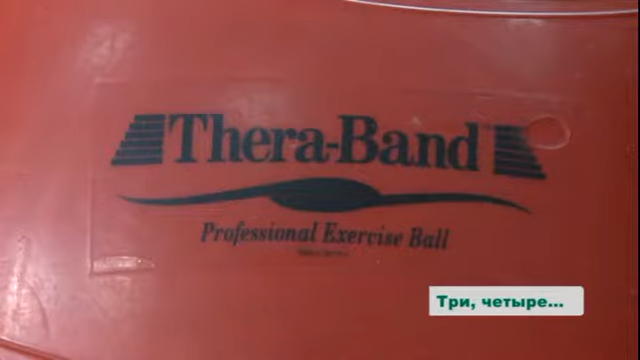 Thera-Band
Professional Exercise Ball
Три, четыре...